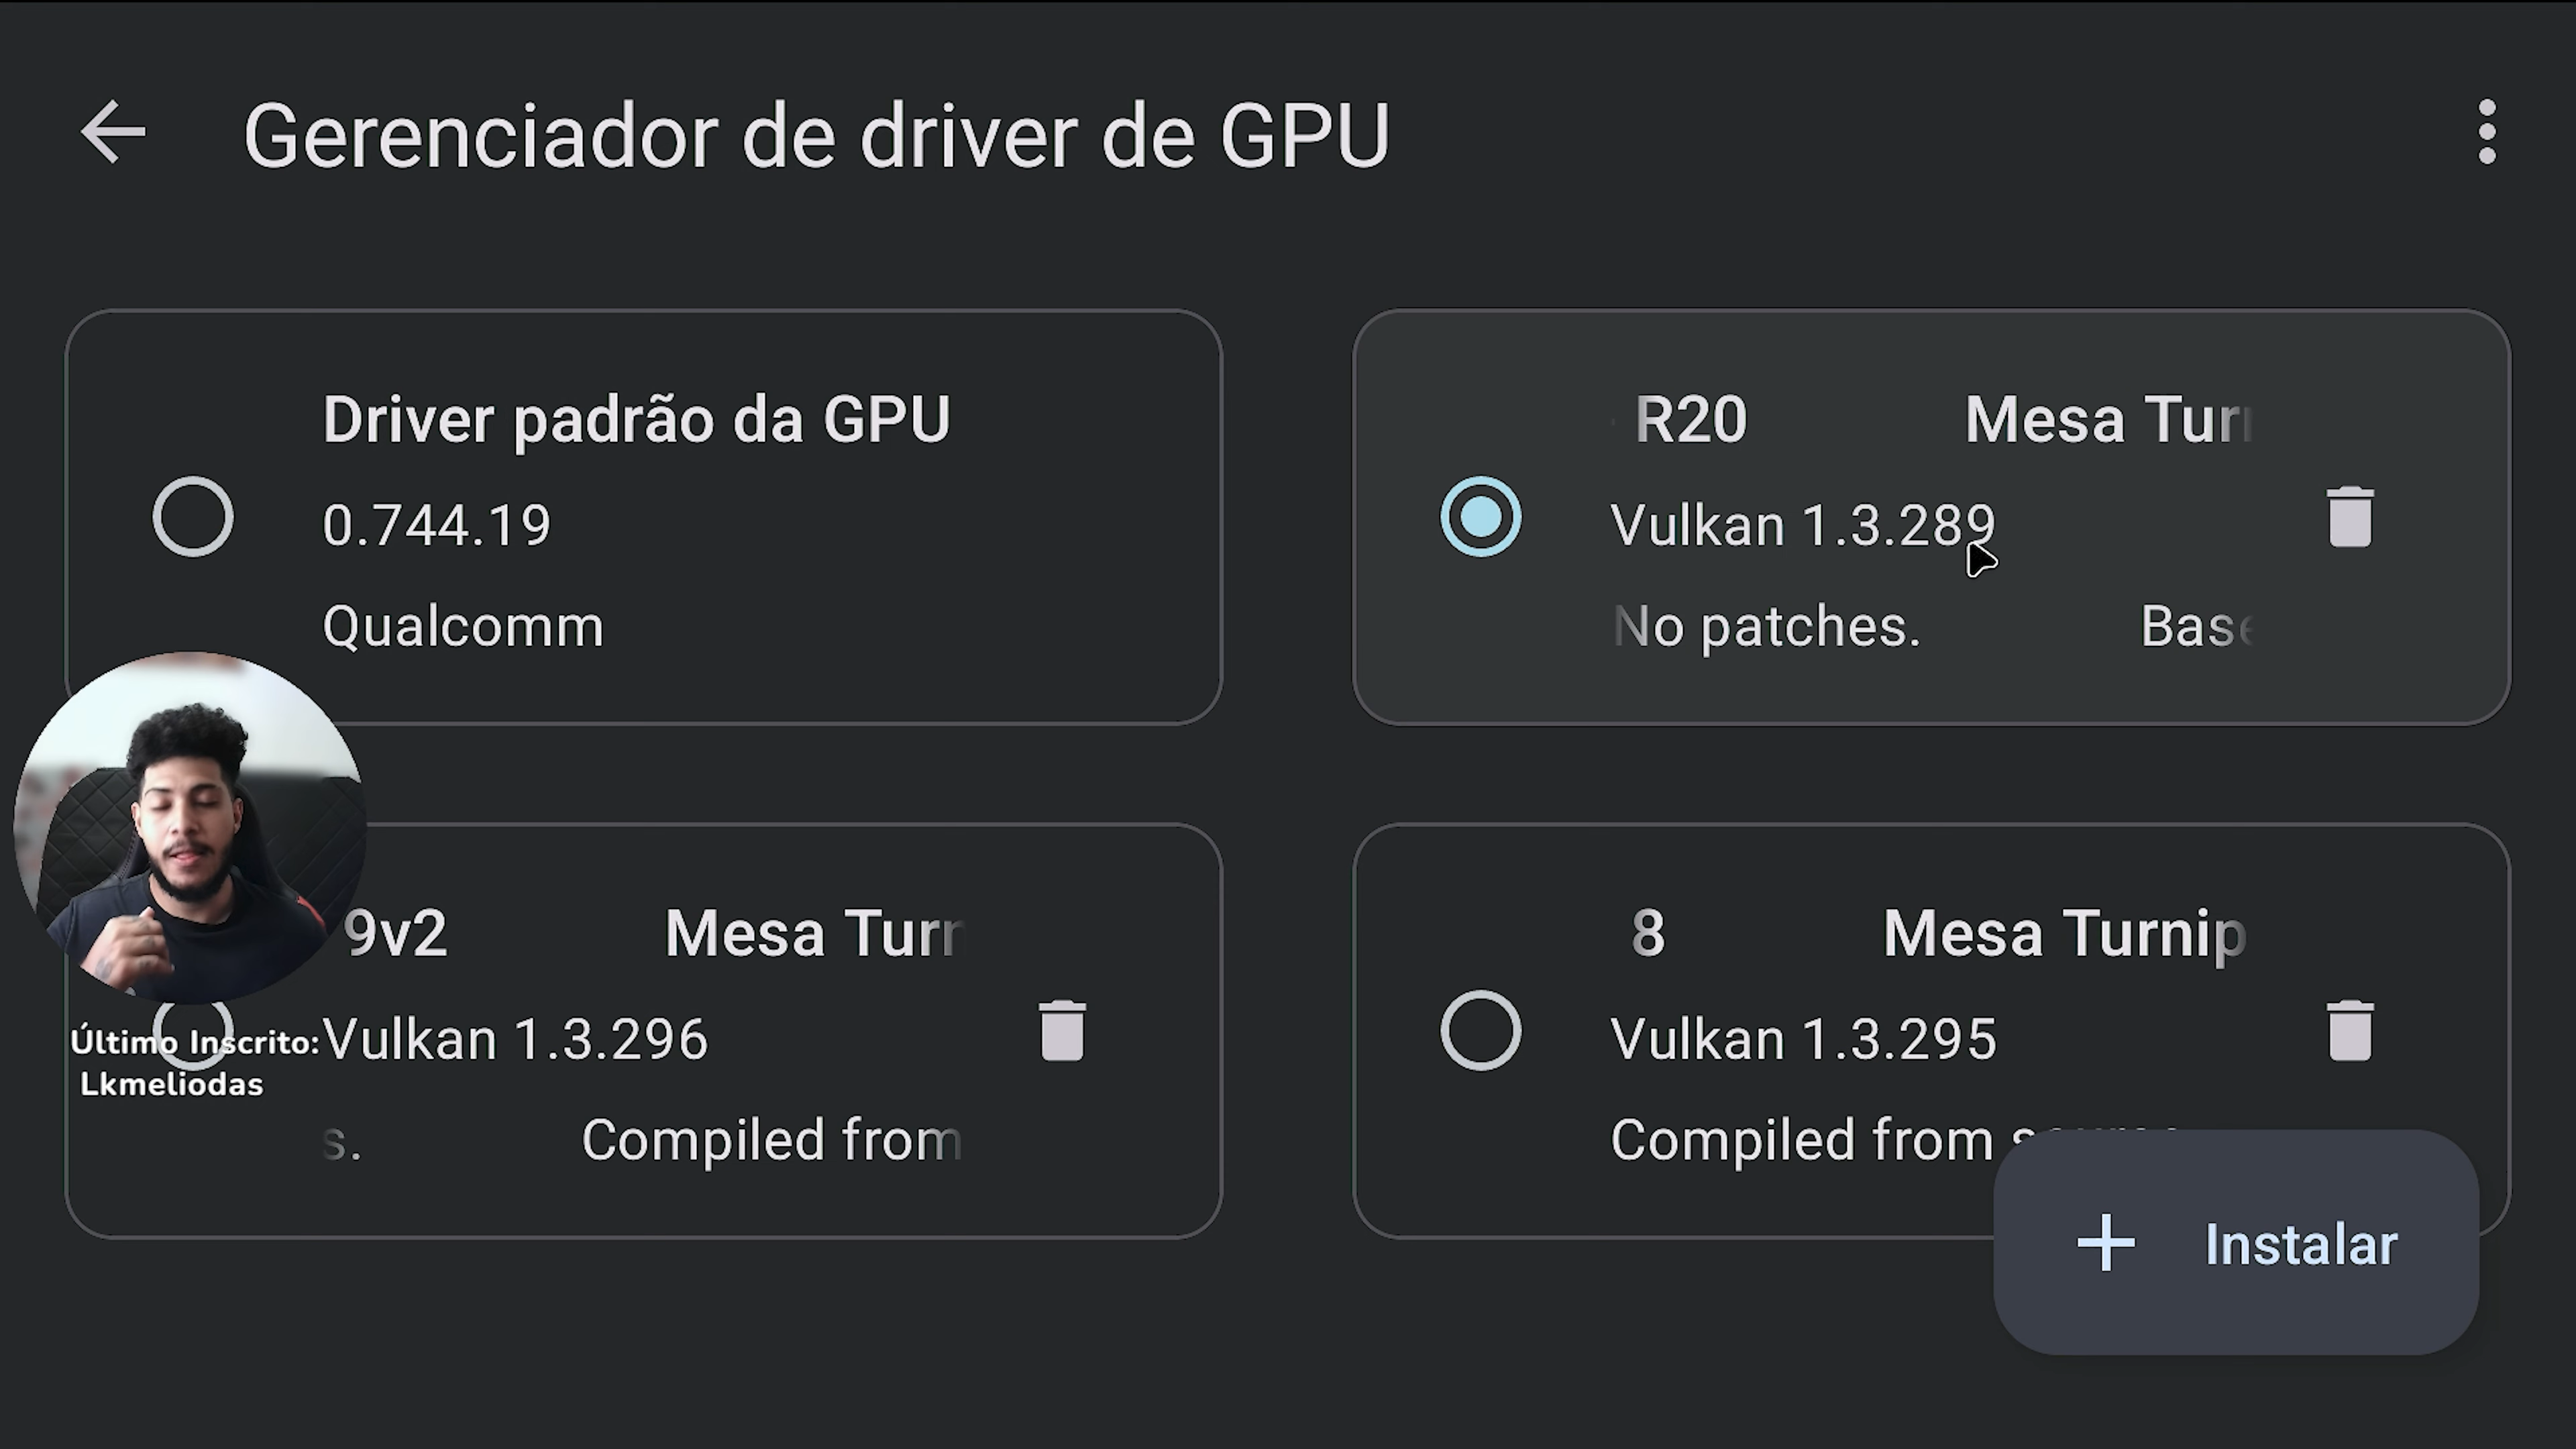 Gerenciador de driver de GPU
Driver padrão da GPU
0.744.19
Qualcomm
R20 Mesa
Vulkan 1.3.289
No patches.
9v2 Mesa
Vulkan 1.3.296
s. Compiled from
8 Mesa Turnip
Vulkan 1.3.295
Compiled from
Último Inscrito:
Lkmeliodas
Instalar